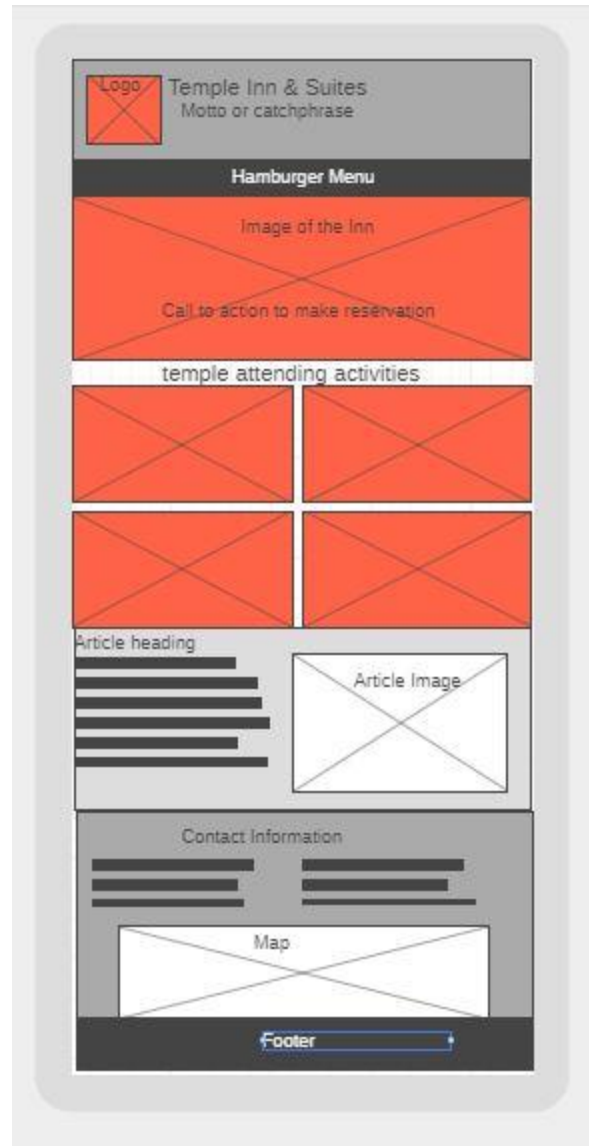 Logo
Temple Inn & Suites
Motto or catchphrase
Hamburger Menu
Image of the Inn
Call to action to make reservation
temple attending activities
Article heading
Article Image
Contact Information
Map
Footer